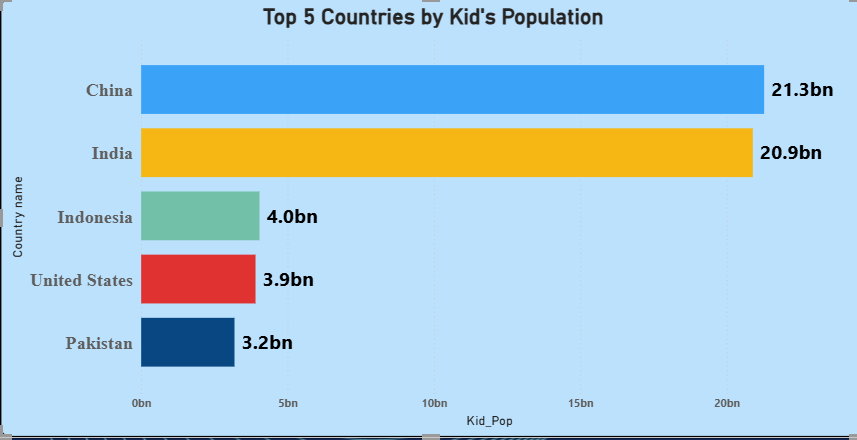 Top 5 Countries by Kid's Population
China 21.3bn
India 20.9bn
Indonesia 4.0bn
United States 3.9bn
Pakistan 3.2bn
Country name
0bn 5bn 10bn 15bn 20bn
Kid_Pop